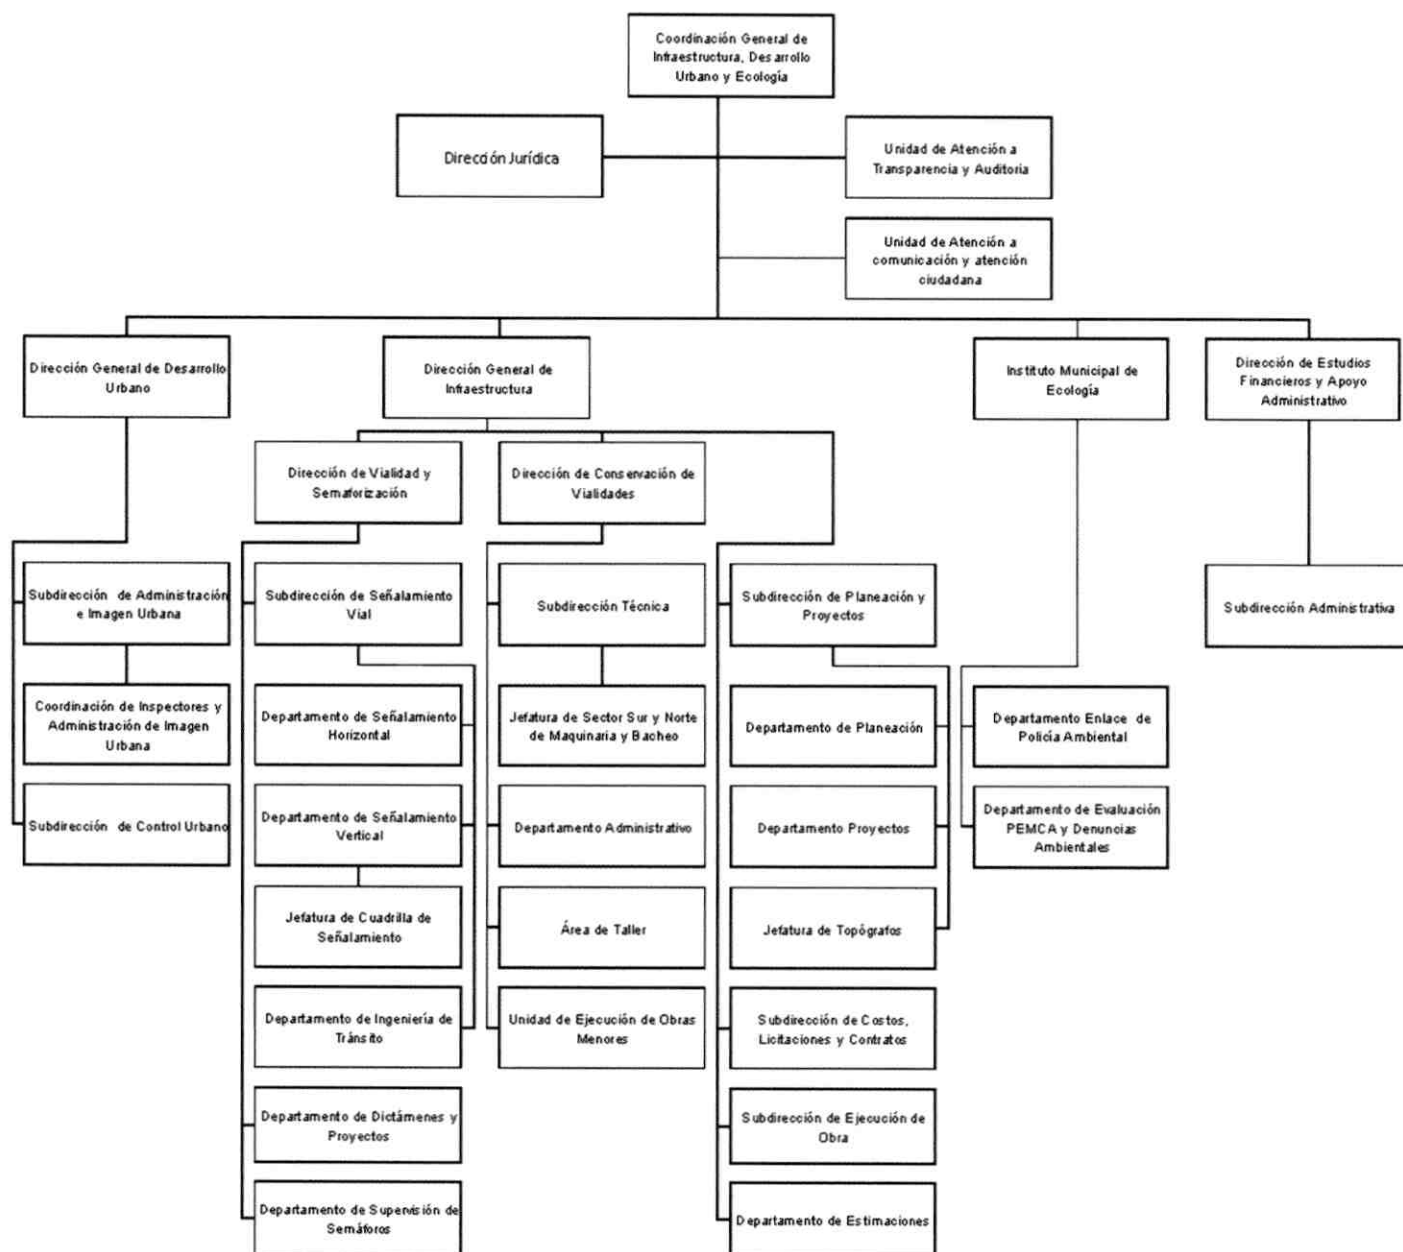 Coordinación General de
Infraestructura, Desarrollo
Urbano y Ecología
Dirección Jurídica
Unidad de Atención a
Transparencia y Auditoria
Unidad de Atención a
comunicación y atención
ciudadana
Dirección General de Desarrollo
Urbano
Dirección General de
Infraestructura
Instituto Municipal de
Ecología
Dirección de Estudios
Financieros y Apoyo
Administrativo
Dirección de Vialidad y
Semaforización
Dirección de Conservación de
Vialidades
Subdirección de Administración
e Imagen Urbana
Subdirección de Señalamiento
Vial
Subdirección Técnica
Subdirección de Planeación y
Proyectos
Subdirección Administrativa
Coordinación de Inspectores y
Administración de Imagen
Urbana
Departamento de Señalamiento
Horizontal
Jefatura de Sector Sur y Norte
de Maquinaria y Bacheo
Departamento de Planeación
Departamento Enlace de
Policía Ambiental
Subdirección de Control Urbano
Departamento de Señalamiento
Vertical
Departamento Administrativo
Departamento Proyectos
Departamento de Evaluación
PEMCA y Denuncias
Ambientales
Jefatura de Cuadrilla de
Señalamiento
Área de Taller
Jefatura de Topógrafos
Departamento de Ingeniería de
Tránsito
Unidad de Ejecución de Obras
Menores
Subdirección de Costos,
Licitaciones y Contratos
Departamento de Dictámenes y
Proyectos
Subdirección de Ejecución de
Obra
Departamento de Supervisión de
Semáforos
Departamento de Estimaciones